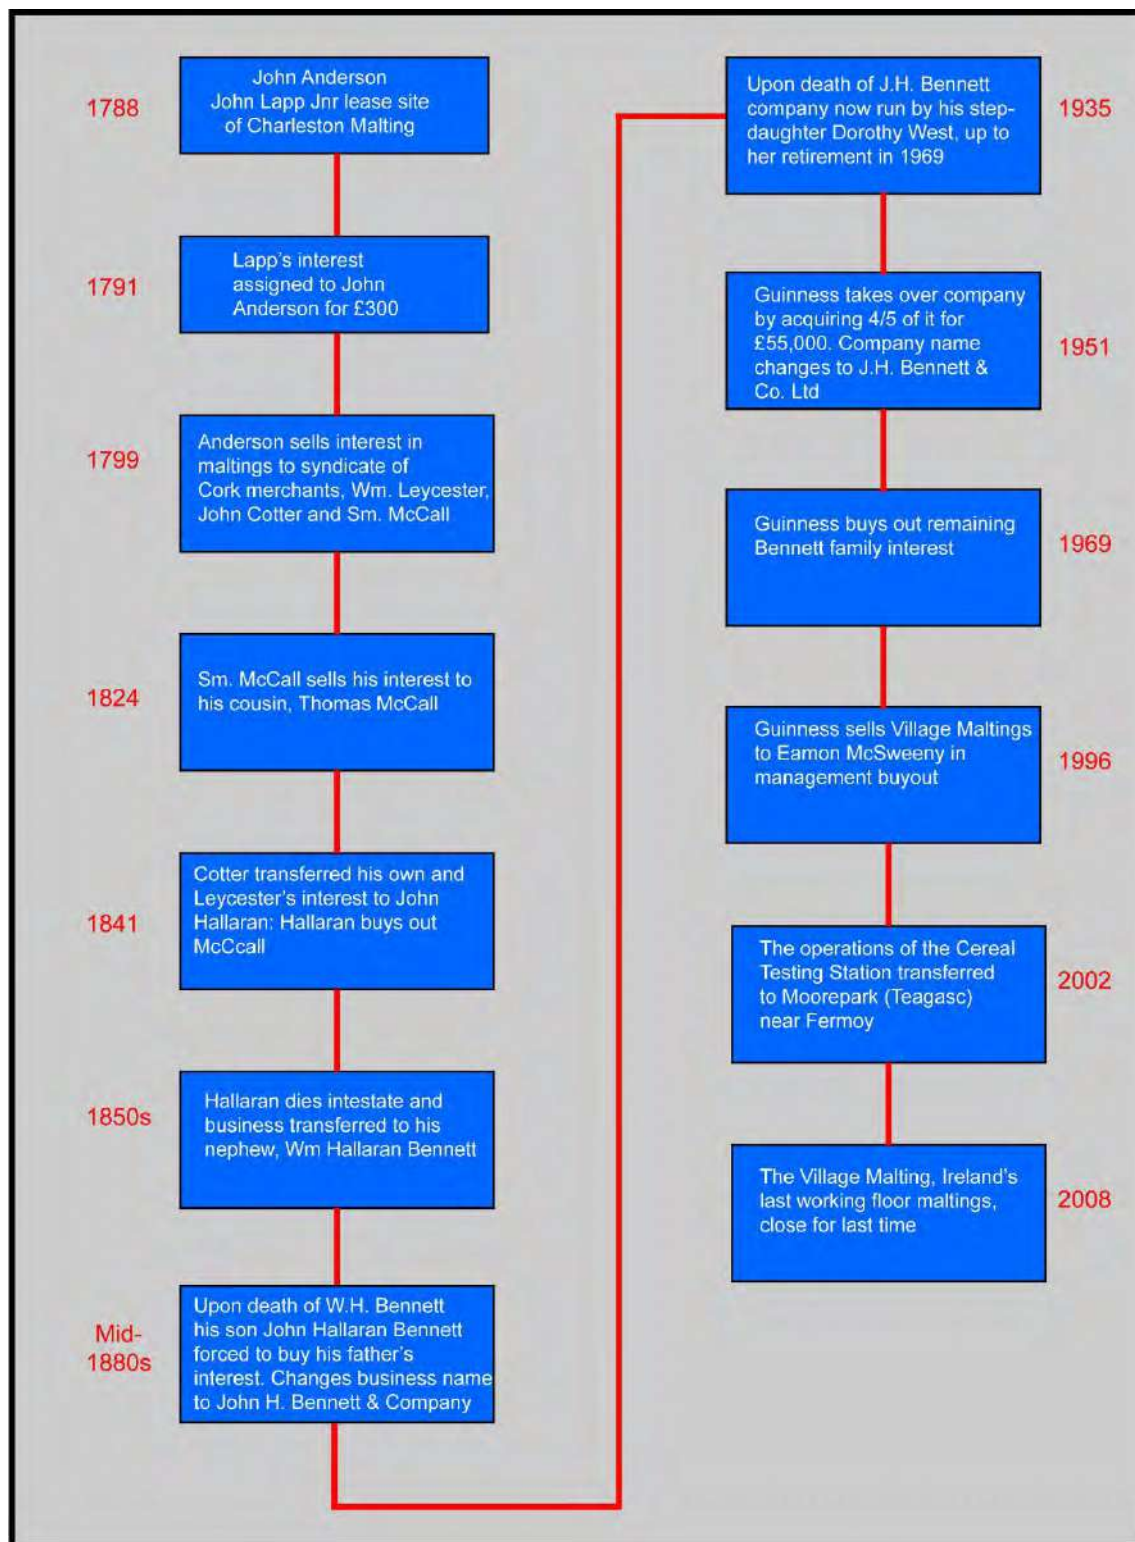 1788
John Anderson
John Lapp Jnr lease site
of Charleston Malting
1791
Lapp's interest
assigned to John
Anderson for £300
1799
Anderson sells interest in
maltings to syndicate of
Cork merchants, Wm. Leycester,
John Cotter and Sm. McCall
1824
Sm. McCall sells his interest to
his cousin, Thomas McCall
1841
Cotter transferred his own and
Leycester's interest to John
Hallaran: Hallaran buys out
McCcall
1850s
Hallaran dies intestate and
business transferred to his
nephew, Wm Hallaran Bennett
Mid-
1880s
Upon death of W.H. Bennett
his son John Hallaran Bennett
forced to buy his father's
interest. Changes business name
to John H. Bennett & Company
Upon death of J.H. Bennett
company now run by his step-
daughter Dorothy West, up to
her retirement in 1969
1935
Guinness takes over company
by acquiring 4/5 of it for
£55,000. Company name
changes to J.H. Bennett &
Co. Ltd
1951
Guinness buys out remaining
Bennett family interest
1969
Guinness sells Village Maltings
to Eamon McSweeny in
management buyout
1996
The operations of the Cereal
Testing Station transferred
to Moorepark (Teagasc)
near Fermoy
2002
The Village Malting, Ireland's
last working floor maltings,
close for last time
2008